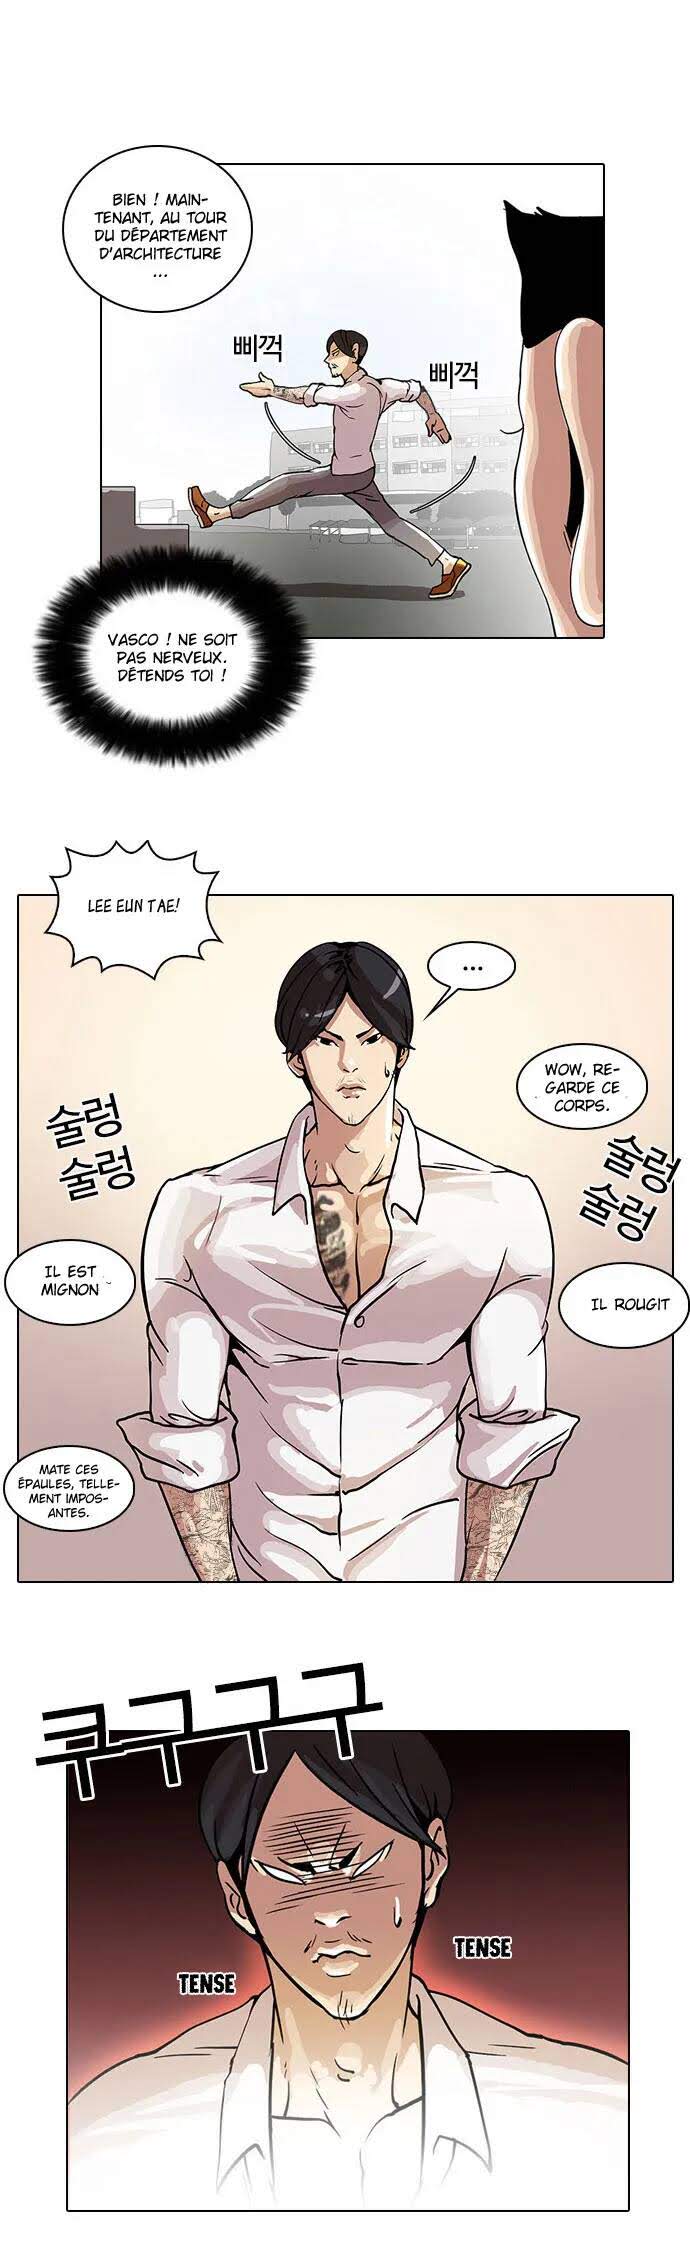 BIEN ! MAIN-
TENANT, AU TOUR
DU DÉPARTEMENT
D'ARCHITECTURE
...
삐걱
삐걱
VASCO ! NE SOIT
PAS NERVEUX.
DÉTENDS TOI !
LEE EUN TAE!
...
WOW, RE-
GARDE CE
CORPS.
술렁
술렁
술렁
술렁
IL EST
MIGNON
IL ROUGIT
MATE CES
ÉPAULES, TELLE-
MENT IMPOS-
ANTES.
쿠구구구
TENSE
TENSE